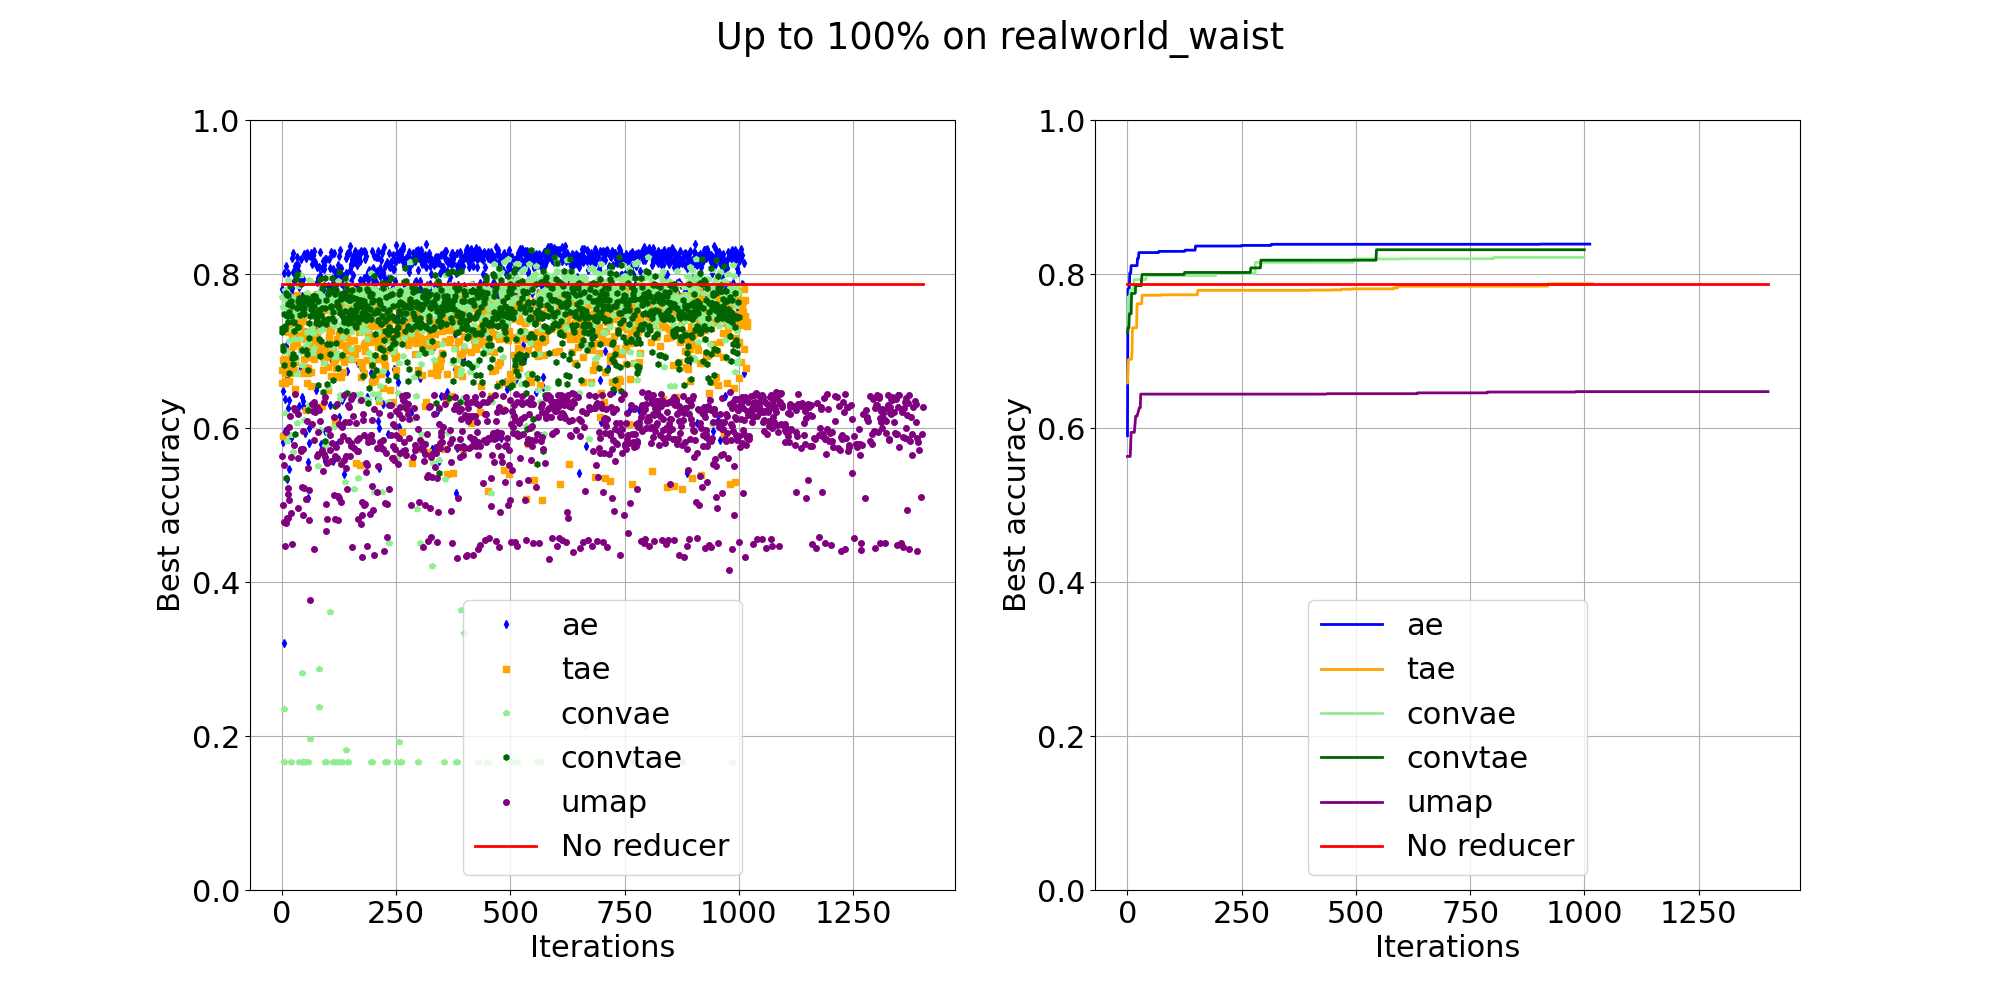 Up to 100% on realworld_waist
Best accuracy
1.0
0.8
0.6
0.4
0.2
0.0
0 250 500 750 1000 1250
Iterations
ae
tae
convae
convtae
umap
No reducer
Best accuracy
1.0
0.8
0.6
0.4
0.2
0.0
0 250 500 750 1000 1250
Iterations
ae
tae
convae
convtae
umap
No reducer